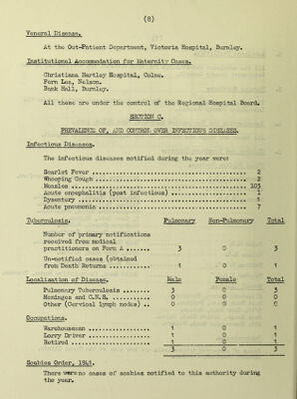 (8)
Veneral Disease.
At the Out-Patient Department, Victoria Hospital, Burnley.
Institutional Accommodation for Maternity Cases.
Christiana Hartley Hospital, Colne.
Fern Lea, Nelson.
Bank Hall, Burnley.
All these are under the control of the Regional Hospital Board.
SECTION C.
PREVALENCE OF, AND CONTROL OVER INFECTIOUS DISEASES.
Infectious Diseases.
The infectious diseases notified during the year were:
Scarlet Fever ........ 2
Whooping Cough ........ 2
Measles ........ 103
Acute encephalitis (post infectious) ........ 1
Dysentery ........ 1
Acute pneumonia ........ 7
Tuberculosis. Pulmonary Non-Pulmonary Total
Number of primary notifications
received from medical
practitioners on Form A ...... 3 0 3
Un-notified cases (obtained
from Death Returns ...... 1 0 1
Localisation of Disease. Male Female Total
Pulmonary Tuberculosis ...... 3 0 3
Meninges and C.N.S. ...... 0 0 0
Other (Cervical lymph nodes) .. 0 0 0
Occupations.
Warehouseman ...... 1 0 1
Lorry Driver ...... 1 0 1
Retired ...... 1 0 1
3 0 3
Scabies Order, 1941.
There were no cases of scabies notified to this authority during
the year.